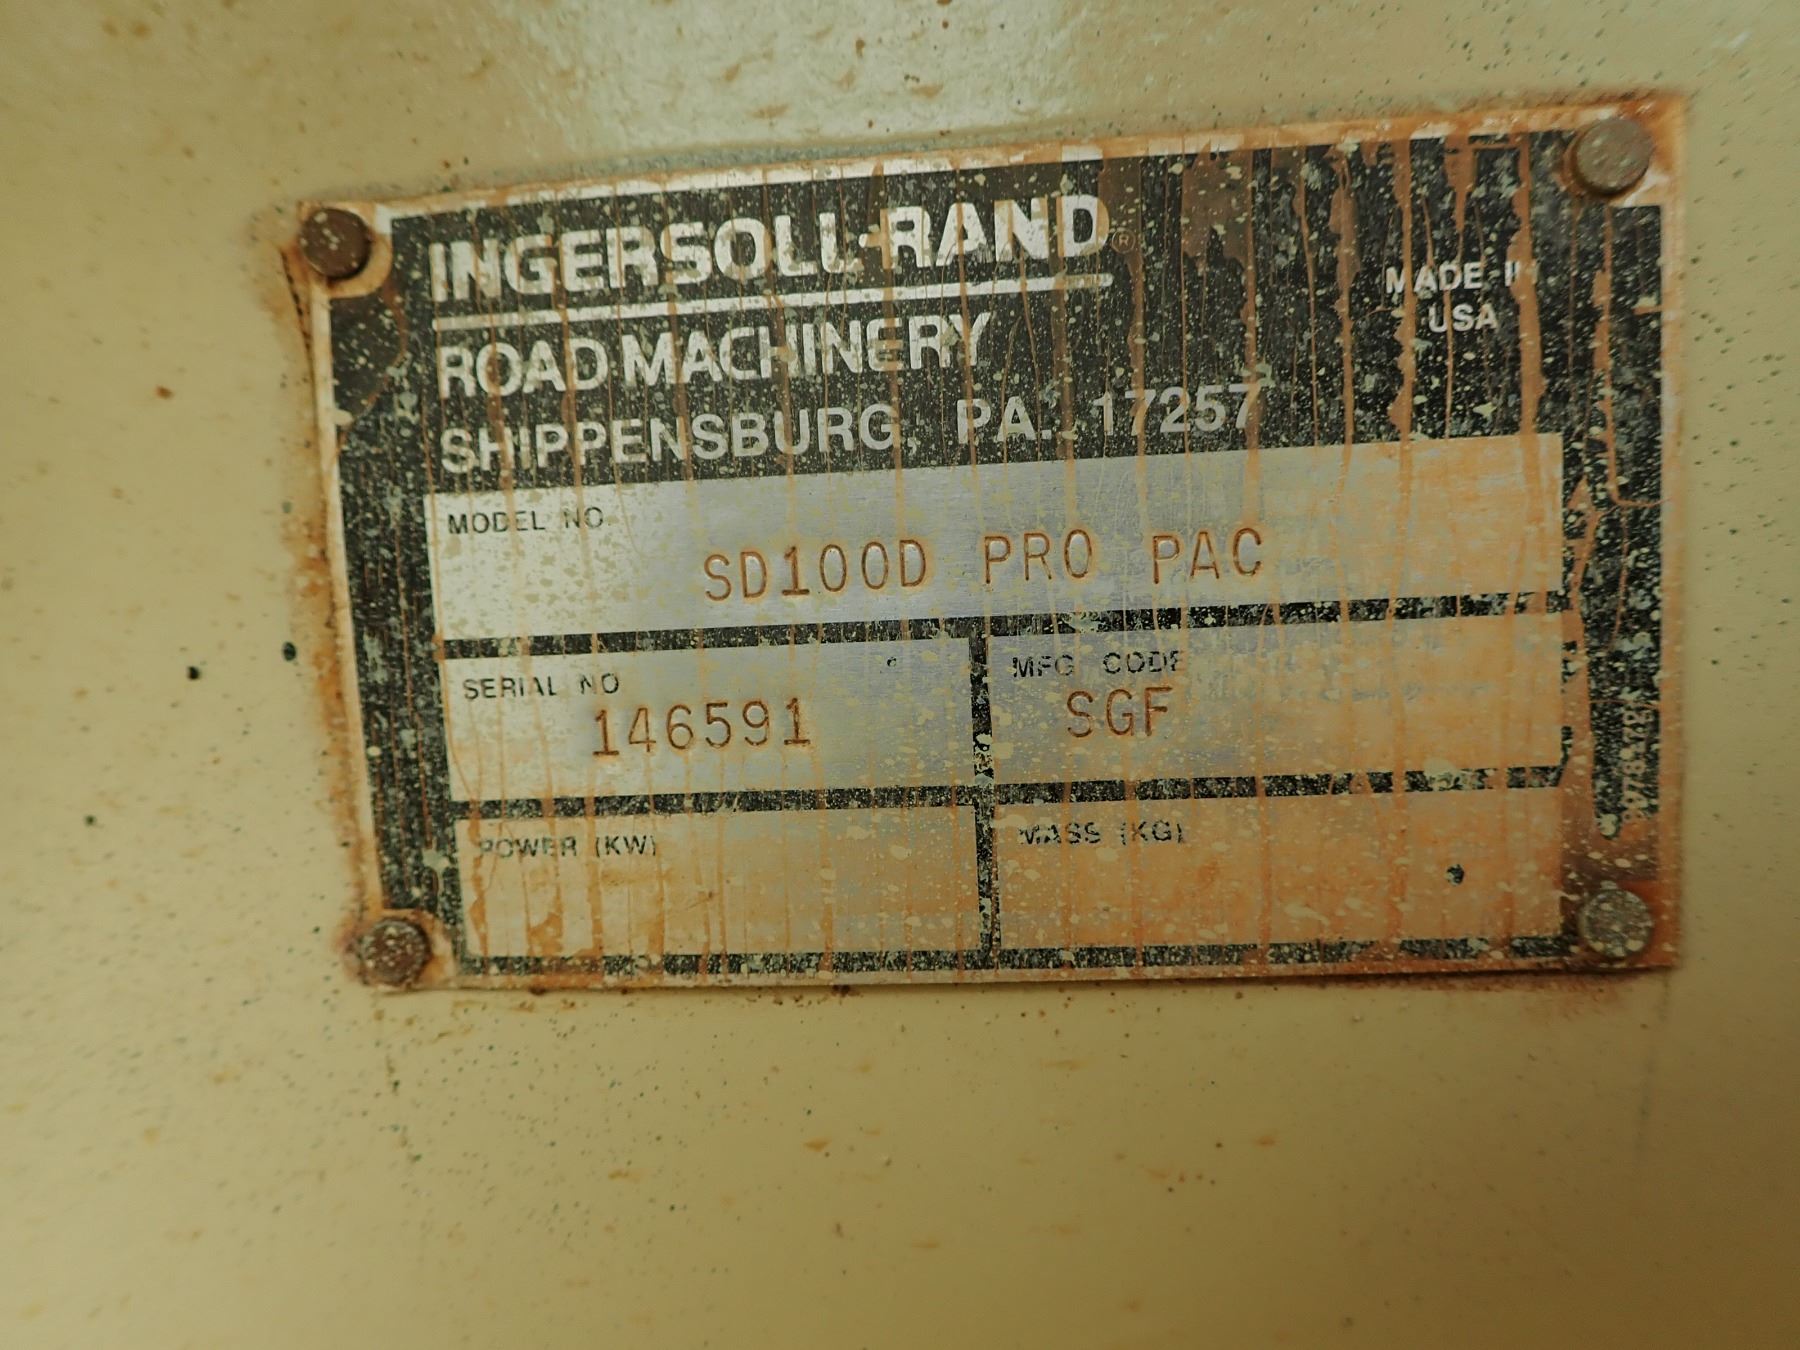 INGERSOLL-RAND®
MADE IN
USA
ROAD MACHINERY
SHIPPENSBURG, PA. 17257
MODEL NO.
SD100D PRO PAC
SERIAL NO
146591
MFG CODE
SGF
POWER (KW)
MASS (KG)